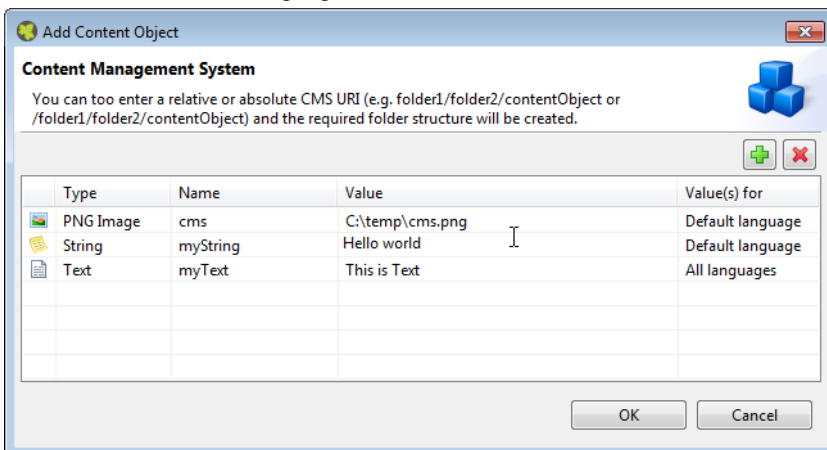 Add Content Object
Content Management System
You can too enter a relative or absolute CMS URI (e.g. folder1/folder2/contentObject or
/folder1/folder2/contentObject) and the required folder structure will be created.
Type Name Value Value(s) for
PNG Image cms C:\temp\cms.png Default language
String myString Hello world Default language
Text myText This is Text All languages
OK Cancel